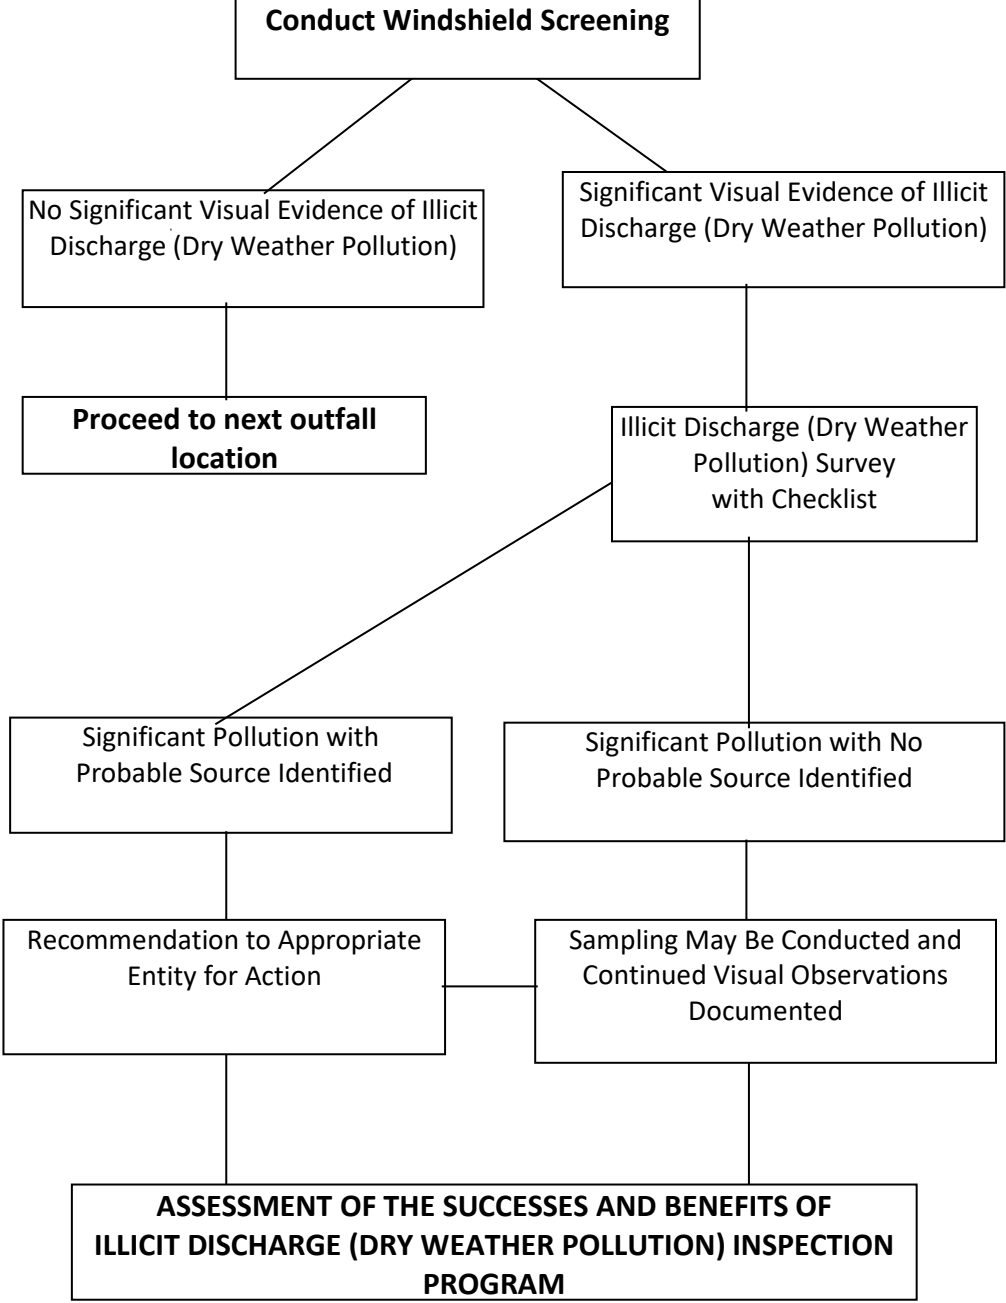 Conduct Windshield Screening
No Significant Visual Evidence of Illicit
Discharge (Dry Weather Pollution)
Significant Visual Evidence of Illicit
Discharge (Dry Weather Pollution)
Proceed to next outfall
location
Illicit Discharge (Dry Weather
Pollution) Survey
with Checklist
Significant Pollution with
Probable Source Identified
Significant Pollution with No
Probable Source Identified
Recommendation to Appropriate
Entity for Action
Sampling May Be Conducted and
Continued Visual Observations
Documented
ASSESSMENT OF THE SUCCESSES AND BENEFITS OF
ILLICIT DISCHARGE (DRY WEATHER POLLUTION) INSPECTION
PROGRAM